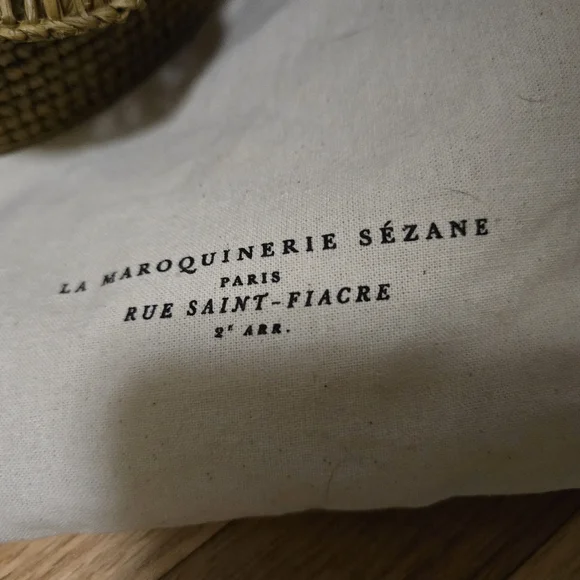 LA MAROQUINERIE SÉZANE
PARIS
RUE SAINT-FIACRE
2E ARR.